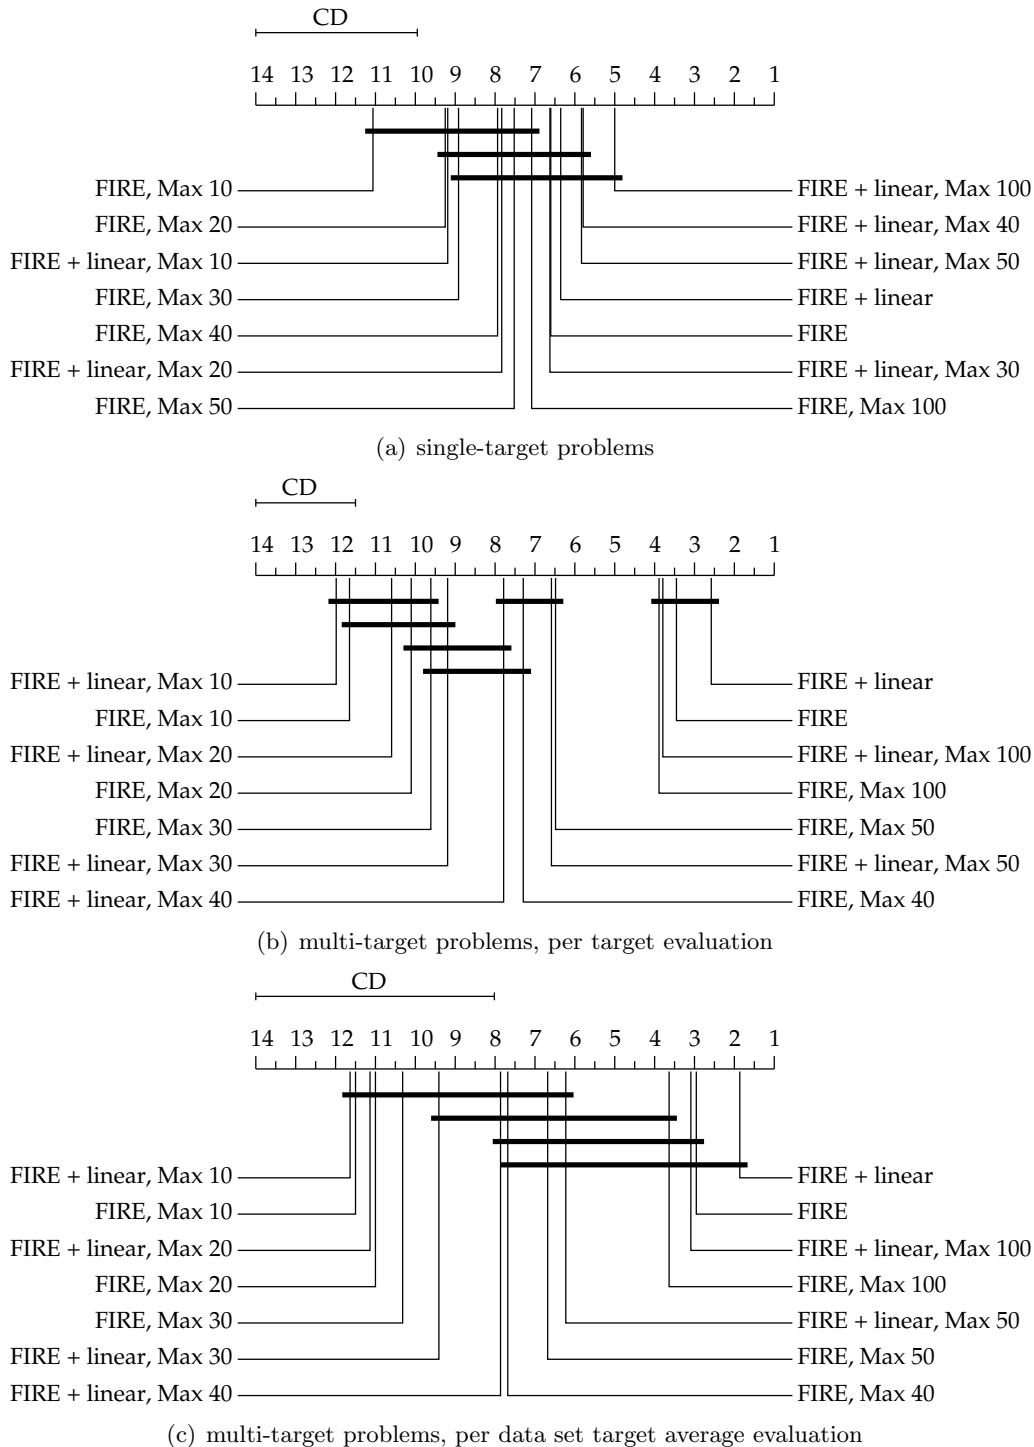 CD
14 13 12 11 10 9 8 7 6 5 4 3 2 1
FIRE, Max 10
FIRE + linear, Max 100
FIRE, Max 20
FIRE + linear, Max 40
FIRE + linear, Max 10
FIRE + linear, Max 50
FIRE, Max 30
FIRE + linear
FIRE, Max 40
FIRE
FIRE + linear, Max 20
FIRE + linear, Max 30
FIRE, Max 50
FIRE, Max 100
(a) single-target problems
CD
14 13 12 11 10 9 8 7 6 5 4 3 2 1
FIRE + linear, Max 10
FIRE + linear
FIRE, Max 10
FIRE
FIRE + linear, Max 20
FIRE + linear, Max 100
FIRE, Max 20
FIRE, Max 100
FIRE, Max 30
FIRE, Max 50
FIRE + linear, Max 30
FIRE + linear, Max 50
FIRE + linear, Max 40
FIRE, Max 40
(b) multi-target problems, per target evaluation
CD
14 13 12 11 10 9 8 7 6 5 4 3 2 1
FIRE + linear, Max 10
FIRE + linear
FIRE, Max 10
FIRE
FIRE + linear, Max 20
FIRE + linear, Max 100
FIRE, Max 20
FIRE, Max 100
FIRE, Max 30
FIRE + linear, Max 50
FIRE + linear, Max 30
FIRE, Max 50
FIRE + linear, Max 40
FIRE, Max 40
(c) multi-target problems, per data set target average evaluation